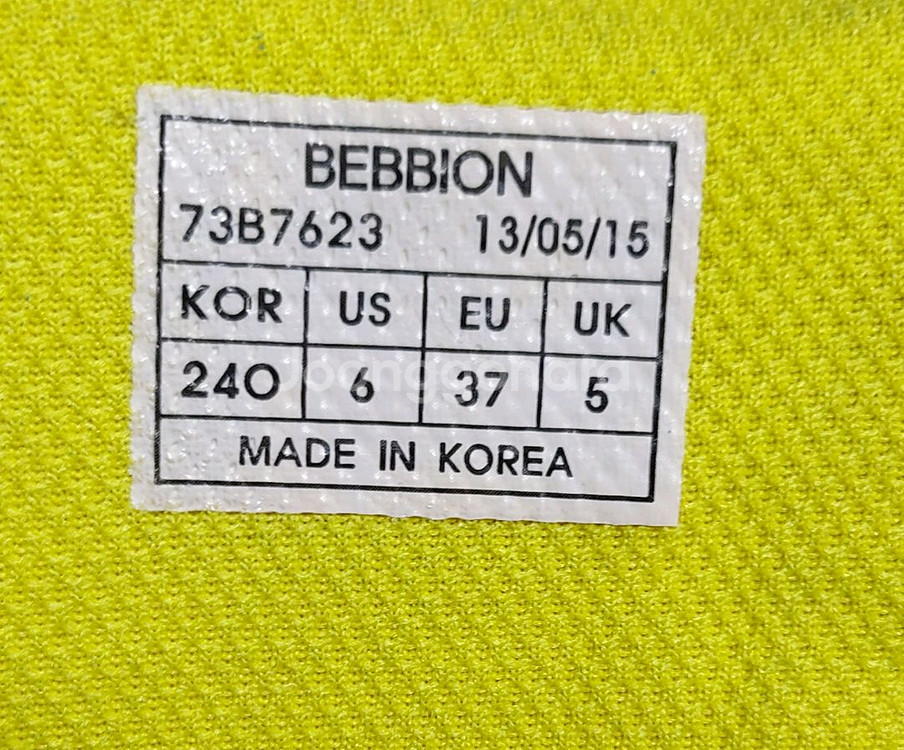 BEBBION
73B7623 13/05/15
KOR US EU UK
240 6 37 5
MADE IN KOREA